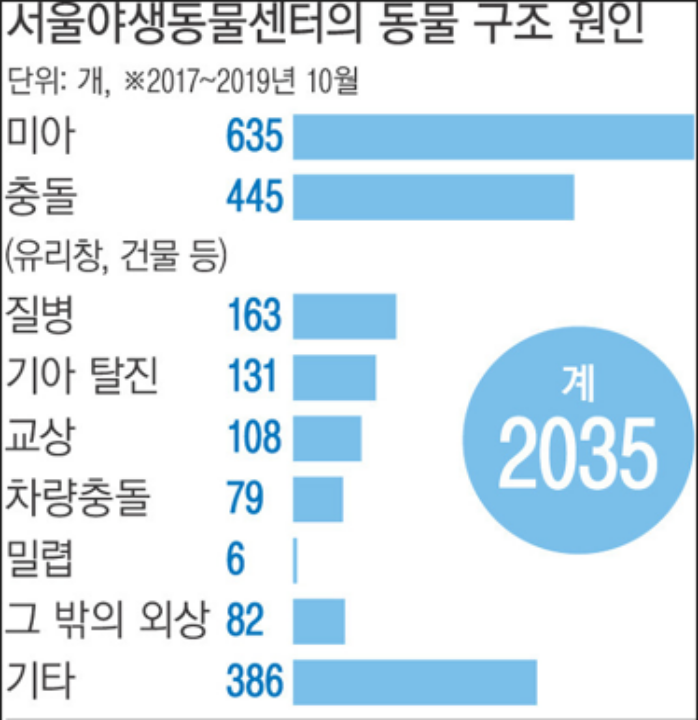 서울야생동물센터의 동물 구조 원인
단위: 개, ※2017~2019년 10월
미아 635
충돌 445
(유리창, 건물 등)
질병 163
기아 탈진 131
교상 108
차량충돌 79
밀렵 6
그 밖의 외상 82
기타 386
계
2035